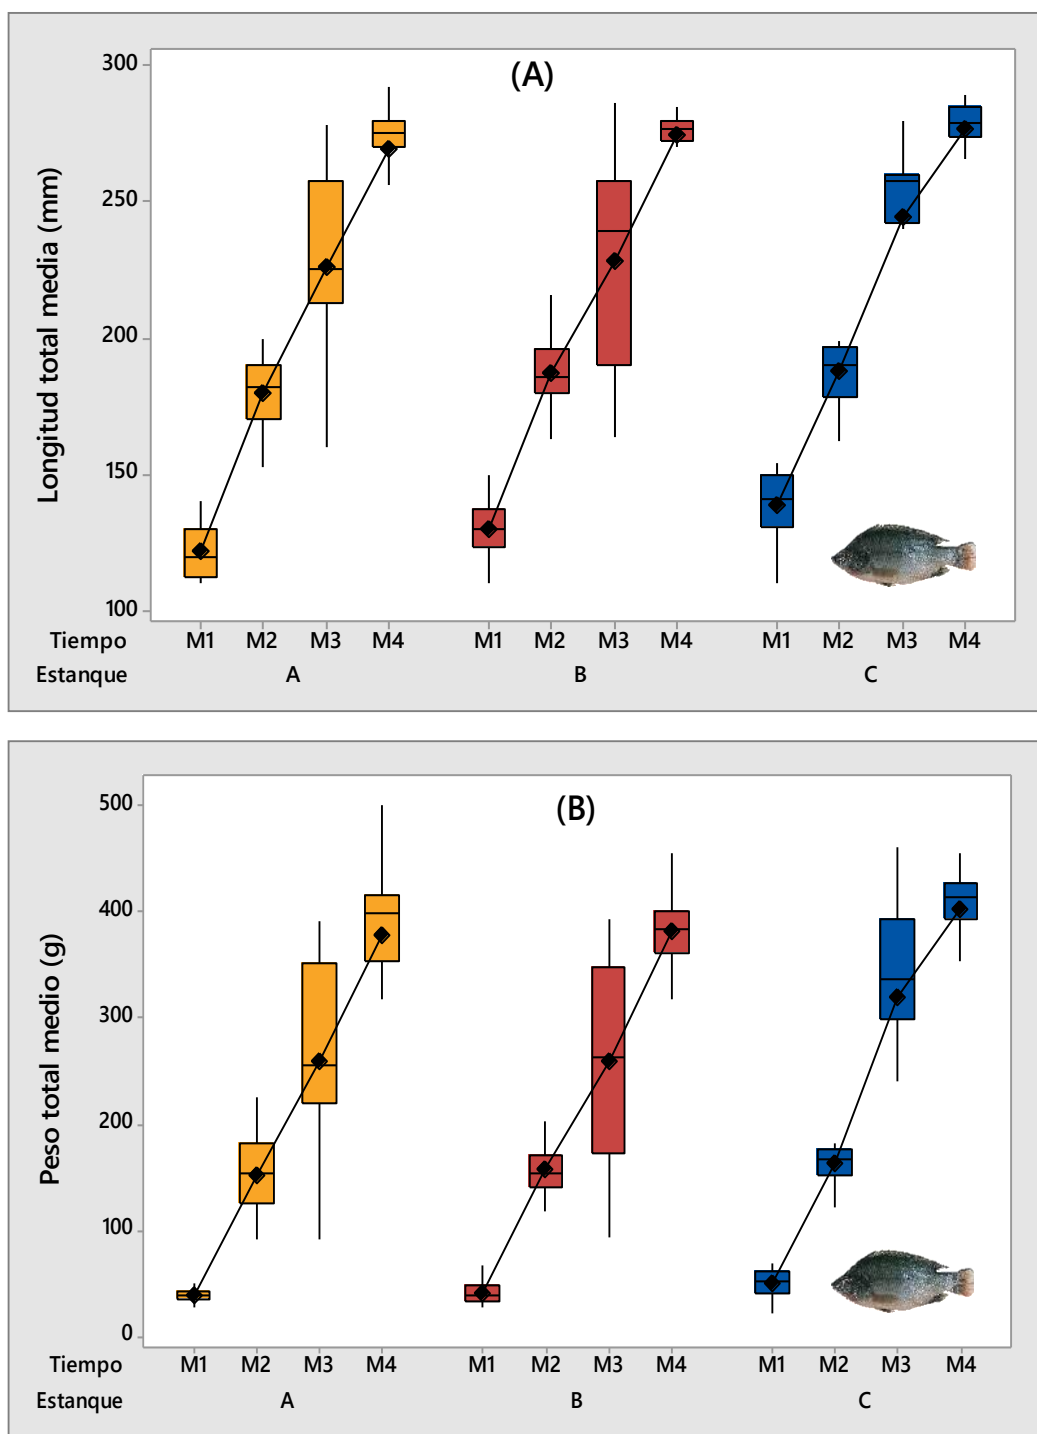 (A)
Longitud total media (mm)
300
250
200
150
100
Tiempo M1 M2 M3 M4 M1 M2 M3 M4 M1 M2 M3 M4
Estanque A B C
(B)
Peso total medio (g)
500
400
300
200
100
0
Tiempo M1 M2 M3 M4 M1 M2 M3 M4 M1 M2 M3 M4
Estanque A B C